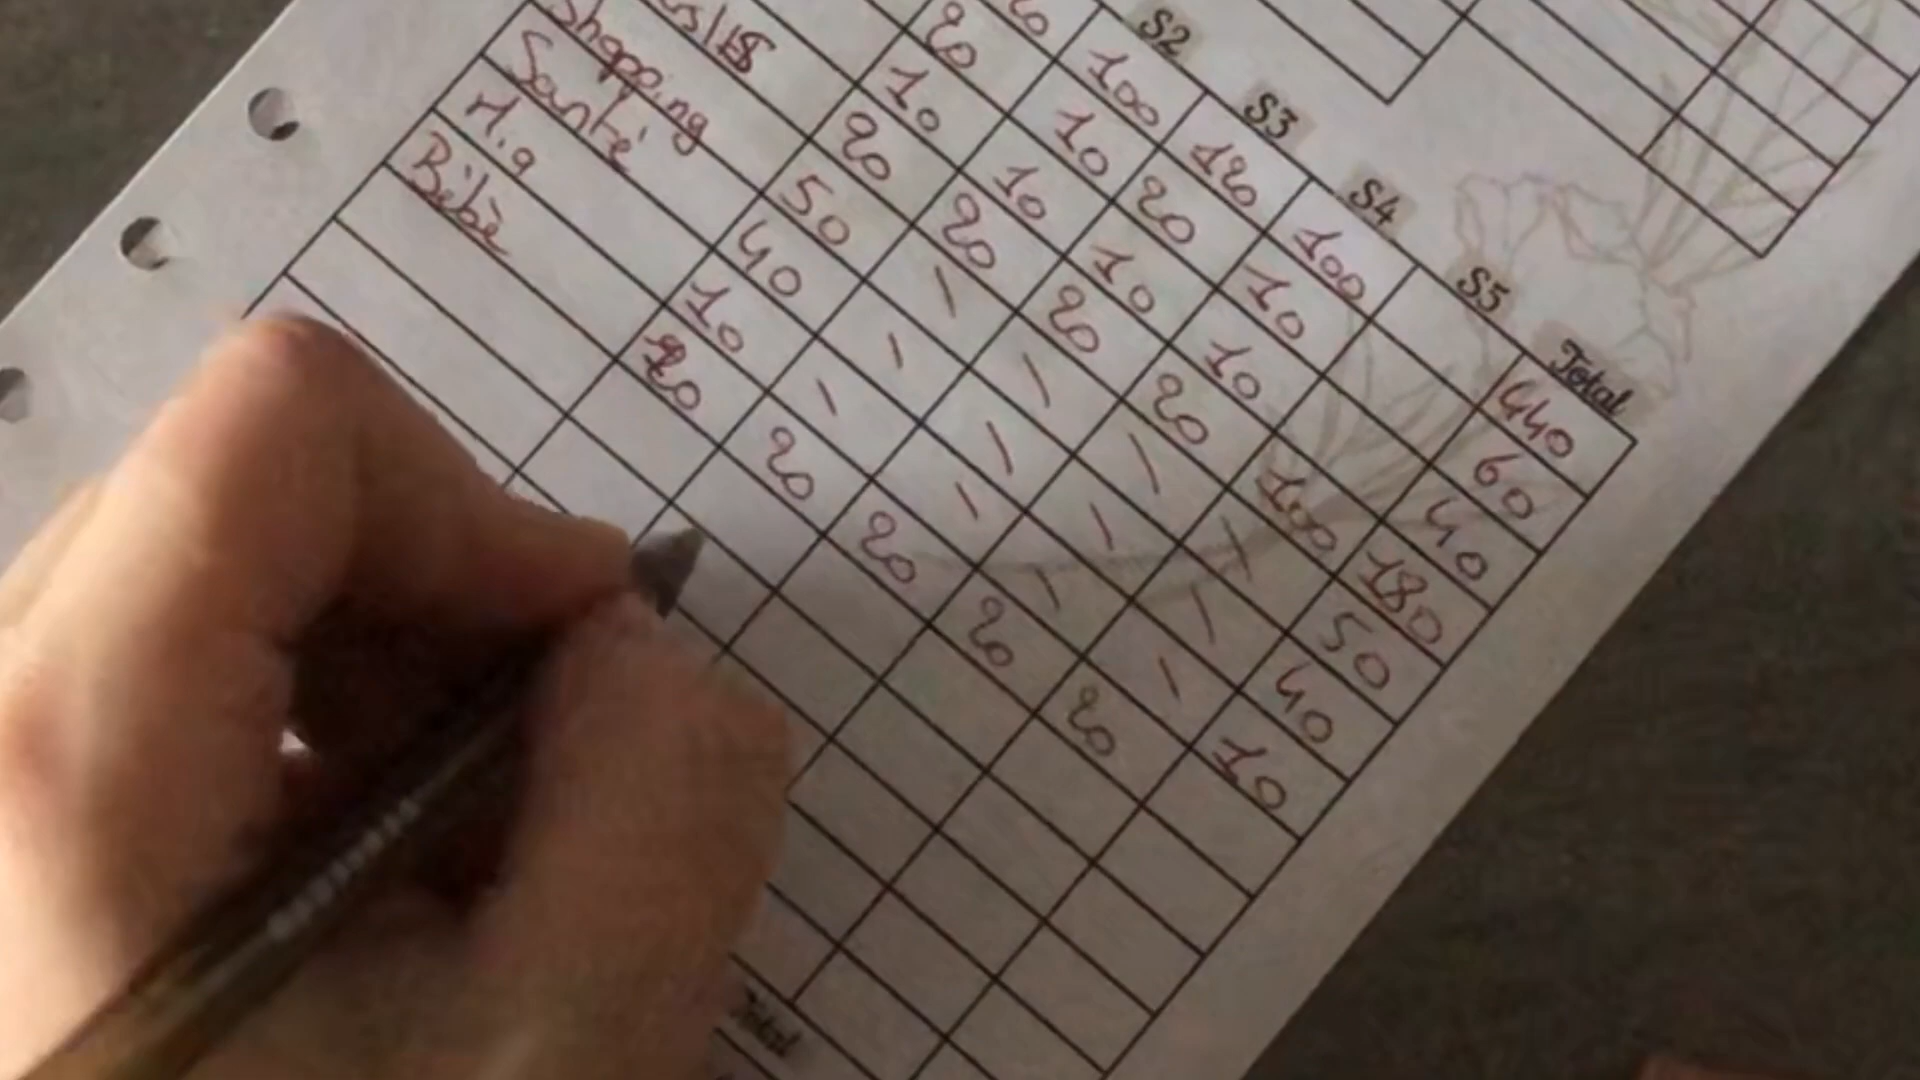 S2 S3 S4 S5 Total
100 120 100 440
20 10 20 10 60
10 10 10 10 40
20 20 20 20 100 180
Shopping 50 \ \ \ \ 50
Santé 40 \ \ \ \ 40
M.q 10 \ \ \ \ 10
Bébé 20 20 20 20 20
Total